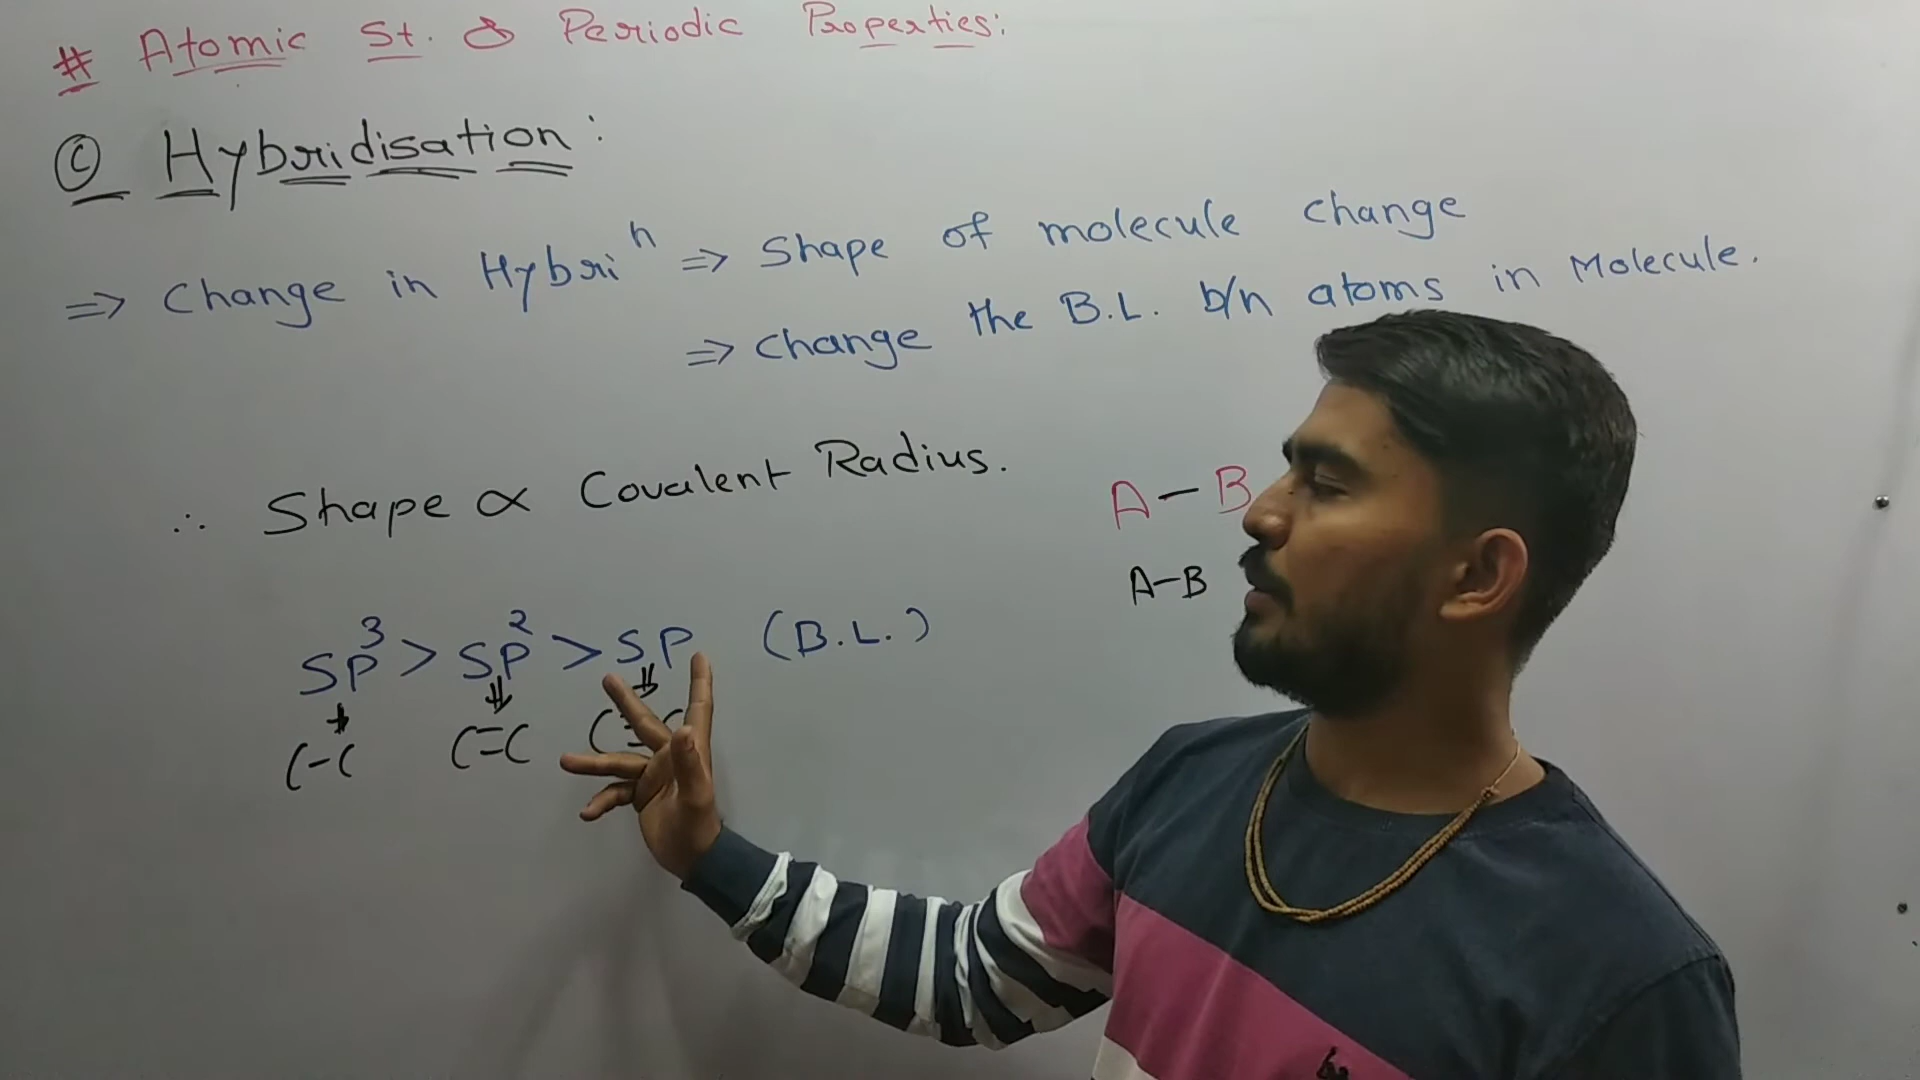 # Atomic St. & Periodic Properties:
© Hybridisation:
⇒ Change in Hybriⁿ ⇒ Shape of molecule change
⇒ Change the B.L. b/n atoms in Molecule.
∴ Shape ∝ Covalent Radius.
A-B
A-B
SP³ > SP² > SP (B.L.)
C-C C=C